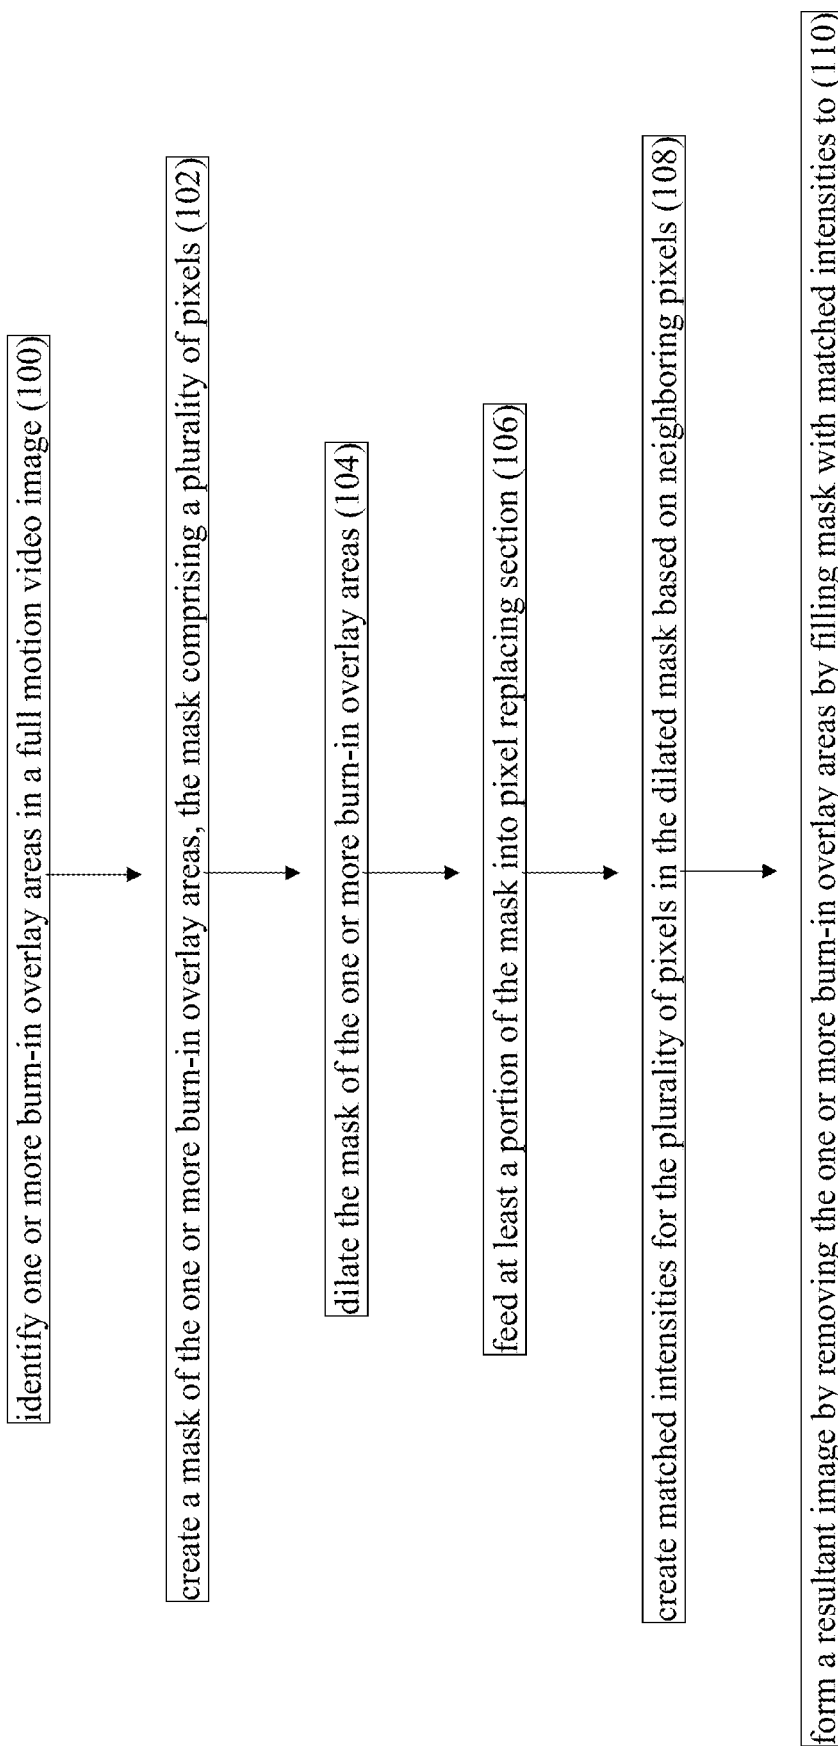 identify one or more burn-in overlay areas in a full motion video image (100)
create a mask of the one or more burn-in overlay areas, the mask comprising a plurality of pixels (102)
dilate the mask of the one or more burn-in overlay areas (104)
feed at least a portion of the mask into pixel replacing section (106)
create matched intensities for the plurality of pixels in the dilated mask based on neighboring pixels (108)
form a resultant image by removing the one or more burn-in overlay areas by filling mask with matched intensities to (110)